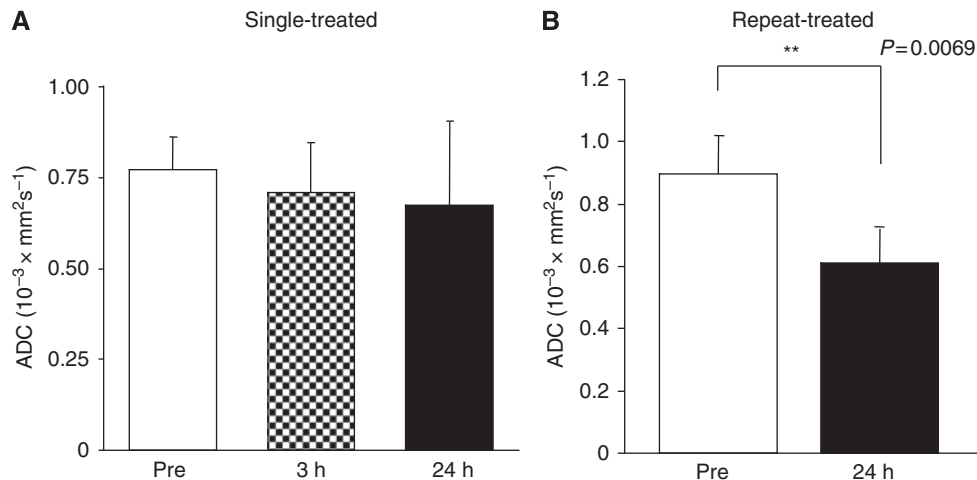 A Single-treated
ADC (10⁻³ × mm²s⁻¹)
1.00
0.75
0.50
0.25
0
Pre 3 h 24 h
B Repeat-treated
** P=0.0069
ADC (10⁻³ × mm²s⁻¹)
1.2
1.0
0.8
0.6
0.4
0.2
0
Pre 24 h